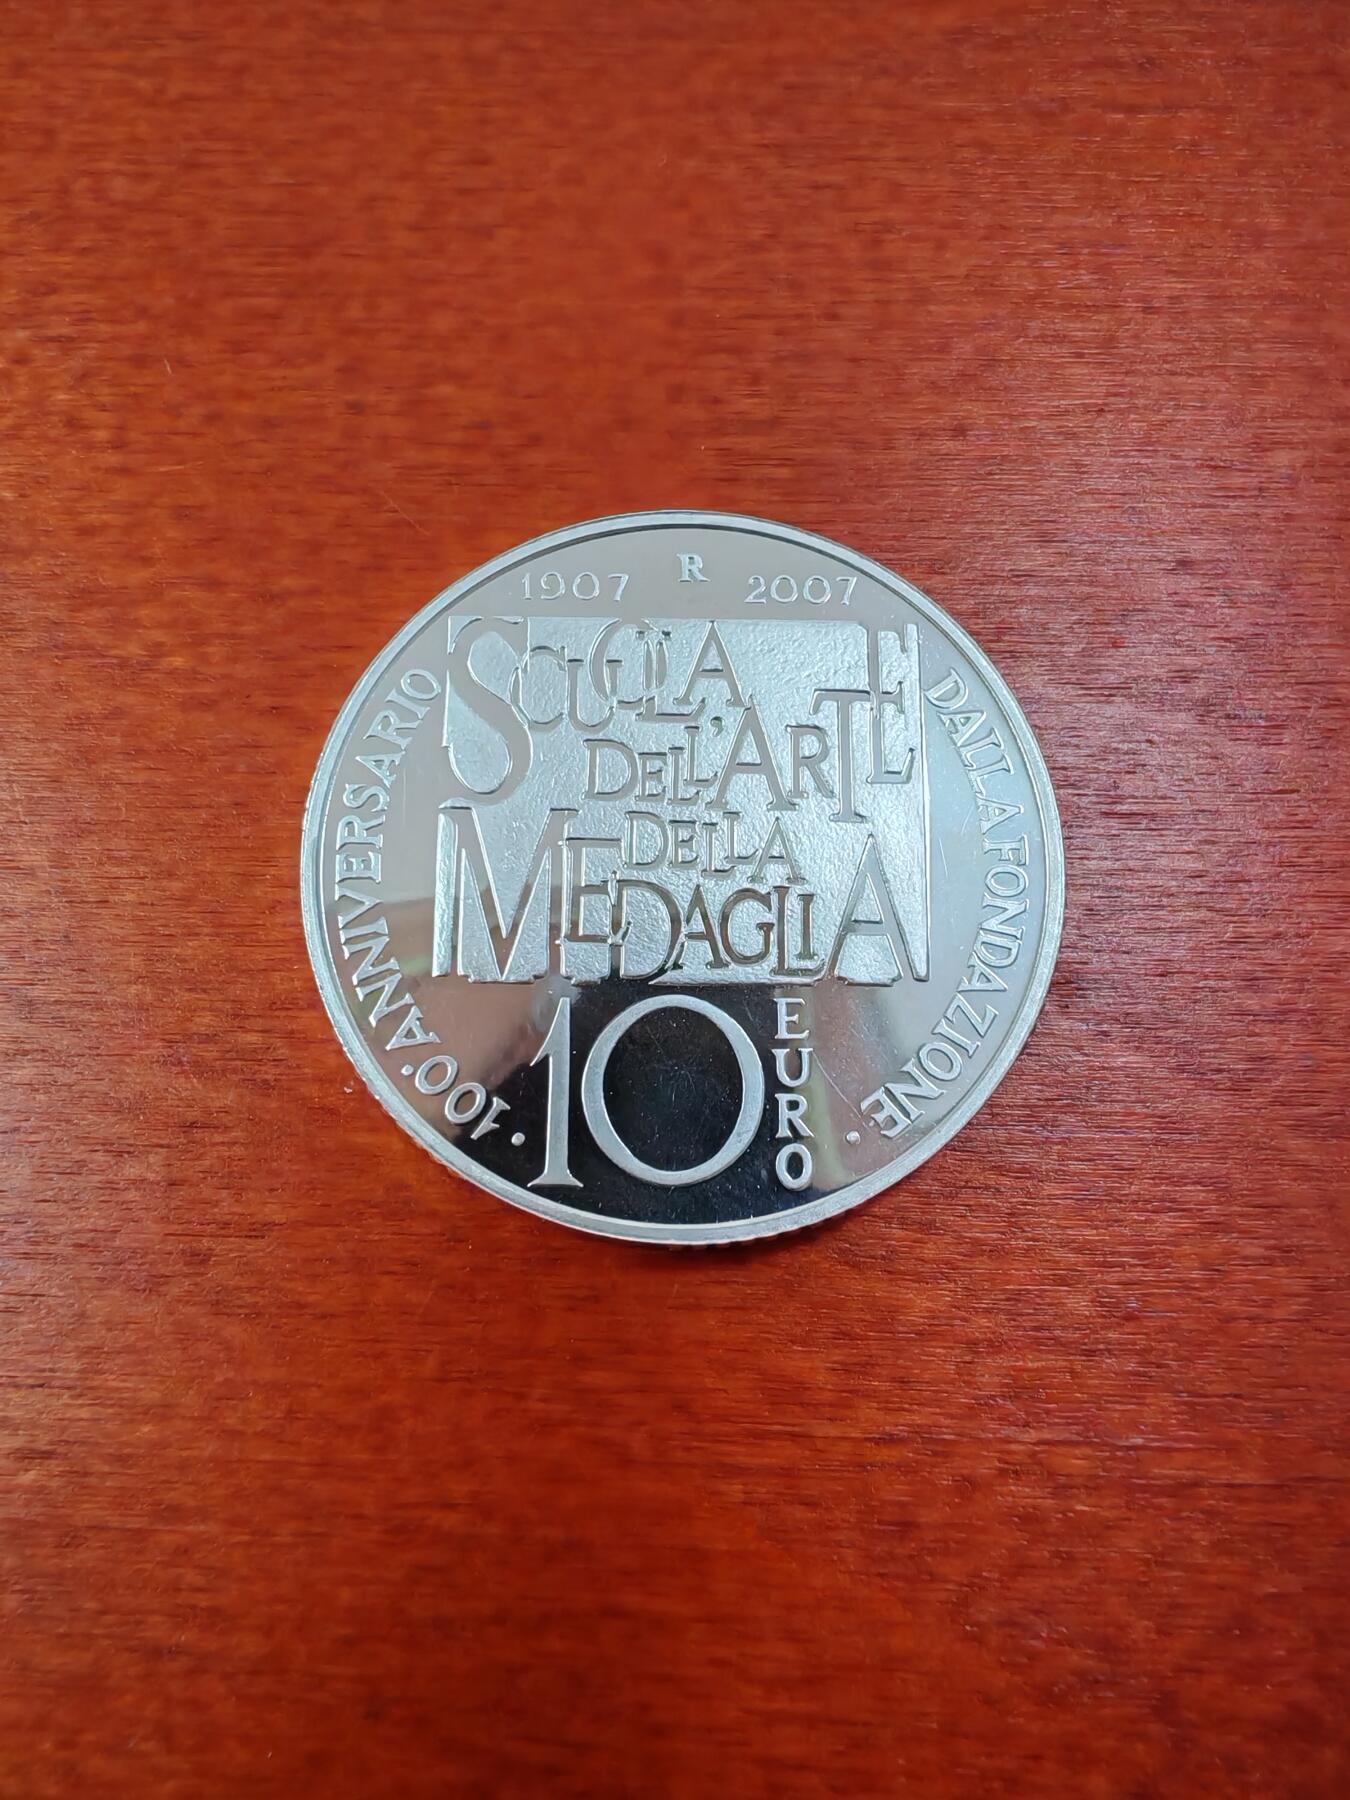 R
1907 2007
SCUOLA
DELL'ARTE
DELLA
MEDAGLIA
10 EURO
· 100°. ANNIVERSARIO DALLA FONDAZIONE ·